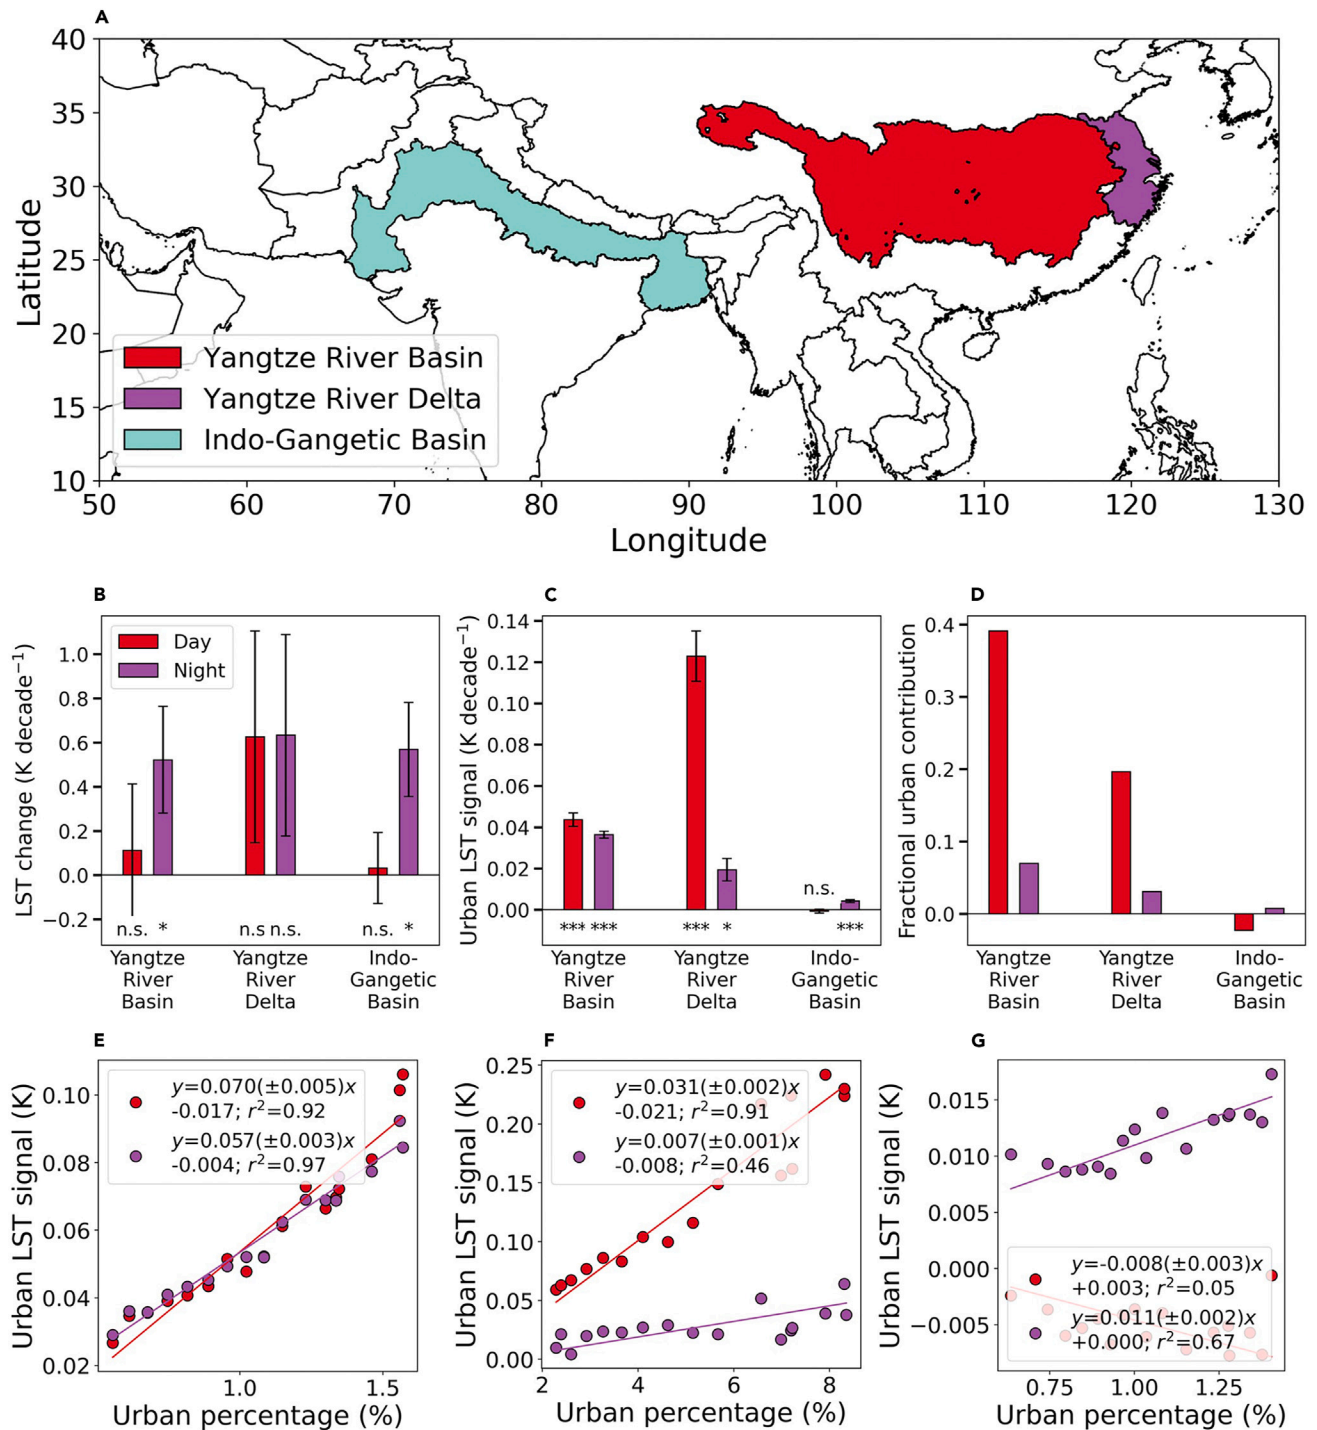 A
40
35
30
25
20
15
10
Latitude
Yangtze River Basin
Yangtze River Delta
Indo-Gangetic Basin
50 60 70 80 90 100 110 120 130
Longitude
B
LST change (K decade⁻¹)
1.0
0.8
0.6
0.4
0.2
0.0
−0.2
Day
Night
n.s. * n.s n.s. n.s. *
Yangtze River Basin
Yangtze River Delta
Indo-Gangetic Basin
C
Urban LST signal (K decade⁻¹)
0.14
0.12
0.10
0.08
0.06
0.04
0.02
0.00
n.s.
*** *** *** * ***
Yangtze River Basin
Yangtze River Delta
Indo-Gangetic Basin
D
Fractional urban contribution
0.4
0.3
0.2
0.1
0.0
Yangtze River Basin
Yangtze River Delta
Indo-Gangetic Basin
E
Urban LST signal (K)
0.10
0.08
0.06
0.04
0.02
y=0.070(±0.005)x
-0.017; r²=0.92
y=0.057(±0.003)x
-0.004; r²=0.97
1.0 1.5
Urban percentage (%)
F
Urban LST signal (K)
0.25
0.20
0.15
0.10
0.05
0.00
y=0.031(±0.002)x
-0.021; r²=0.91
y=0.007(±0.001)x
-0.008; r²=0.46
2 4 6 8
Urban percentage (%)
G
Urban LST signal (K)
0.015
0.010
0.005
0.000
−0.005
y=-0.008(±0.003)x
+0.003; r²=0.05
y=0.011(±0.002)x
+0.000; r²=0.67
0.75 1.00 1.25
Urban percentage (%)